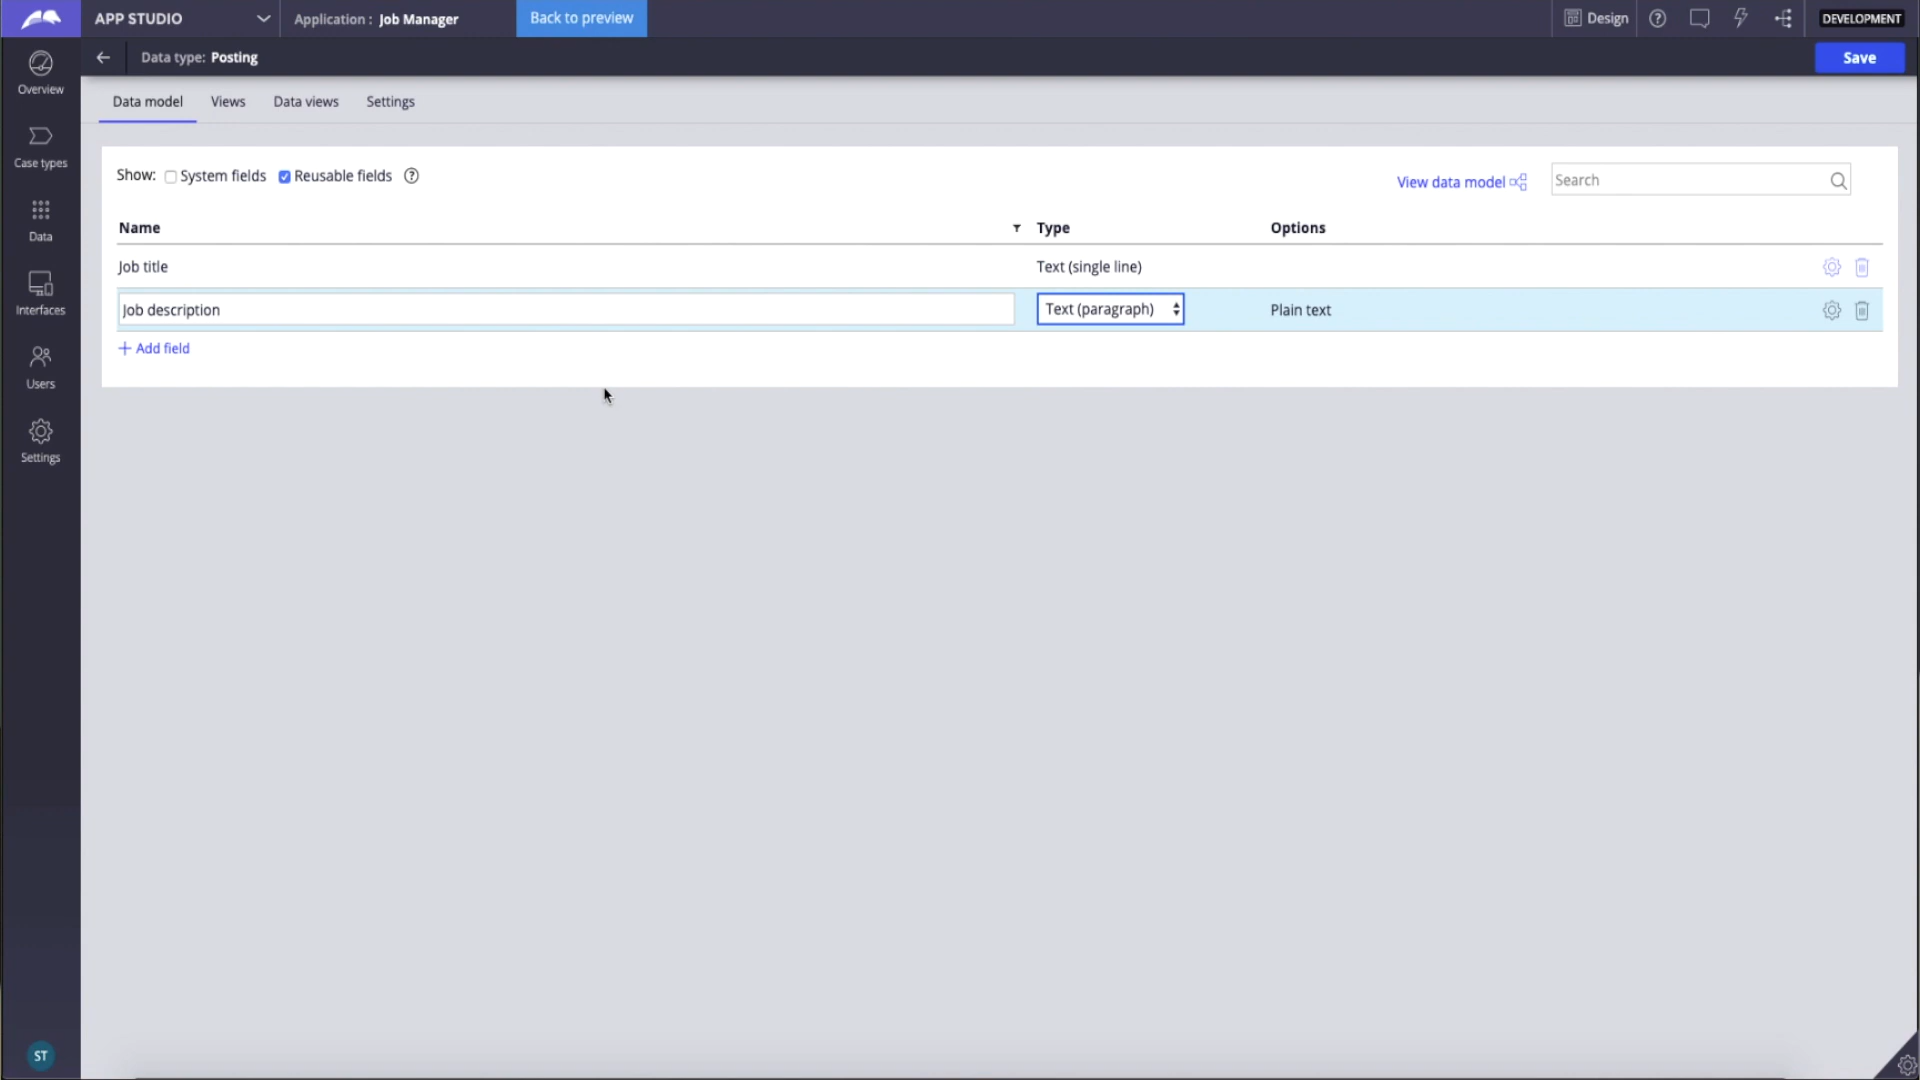 APP STUDIO
Application : Job Manager
Back to preview
Design
DEVELOPMENT
Data type: Posting
Save
Overview
Case types
Data
Interfaces
Users
Settings
ST
Data model
Views
Data views
Settings
Show:
System fields
Reusable fields
View data model
Search
Name
Type
Options
Job title
Text (single line)
Job description
Text (paragraph)
Plain text
+ Add field